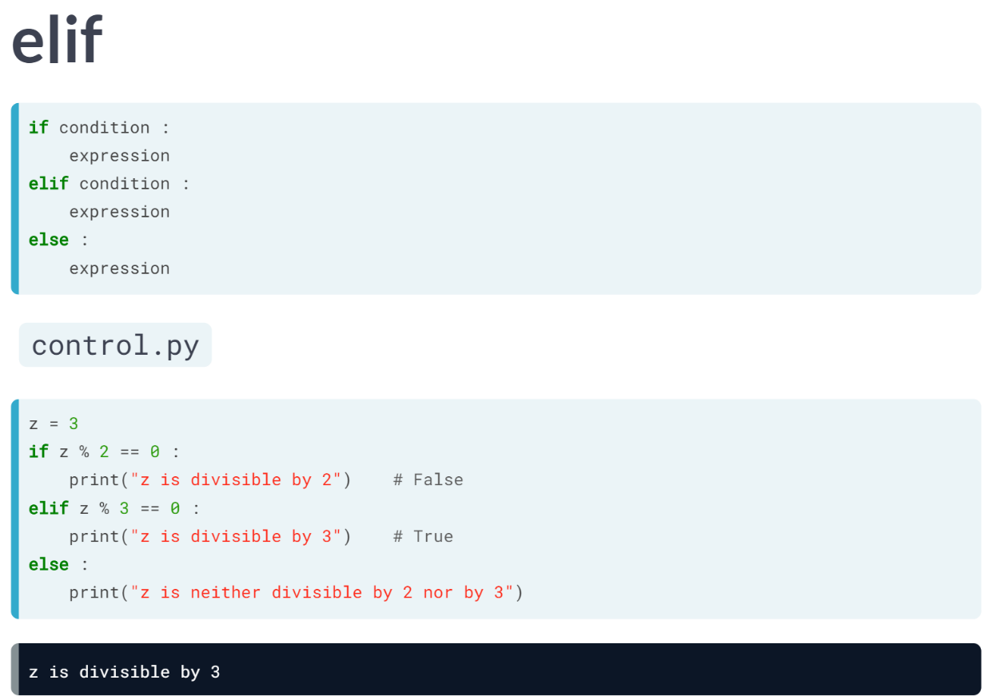 elif
if condition :
    expression
elif condition :
    expression
else :
    expression
control.py
z = 3
if z % 2 == 0 :
    print("z is divisible by 2")    # False
elif z % 3 == 0 :
    print("z is divisible by 3")    # True
else :
    print("z is neither divisible by 2 nor by 3")
z is divisible by 3